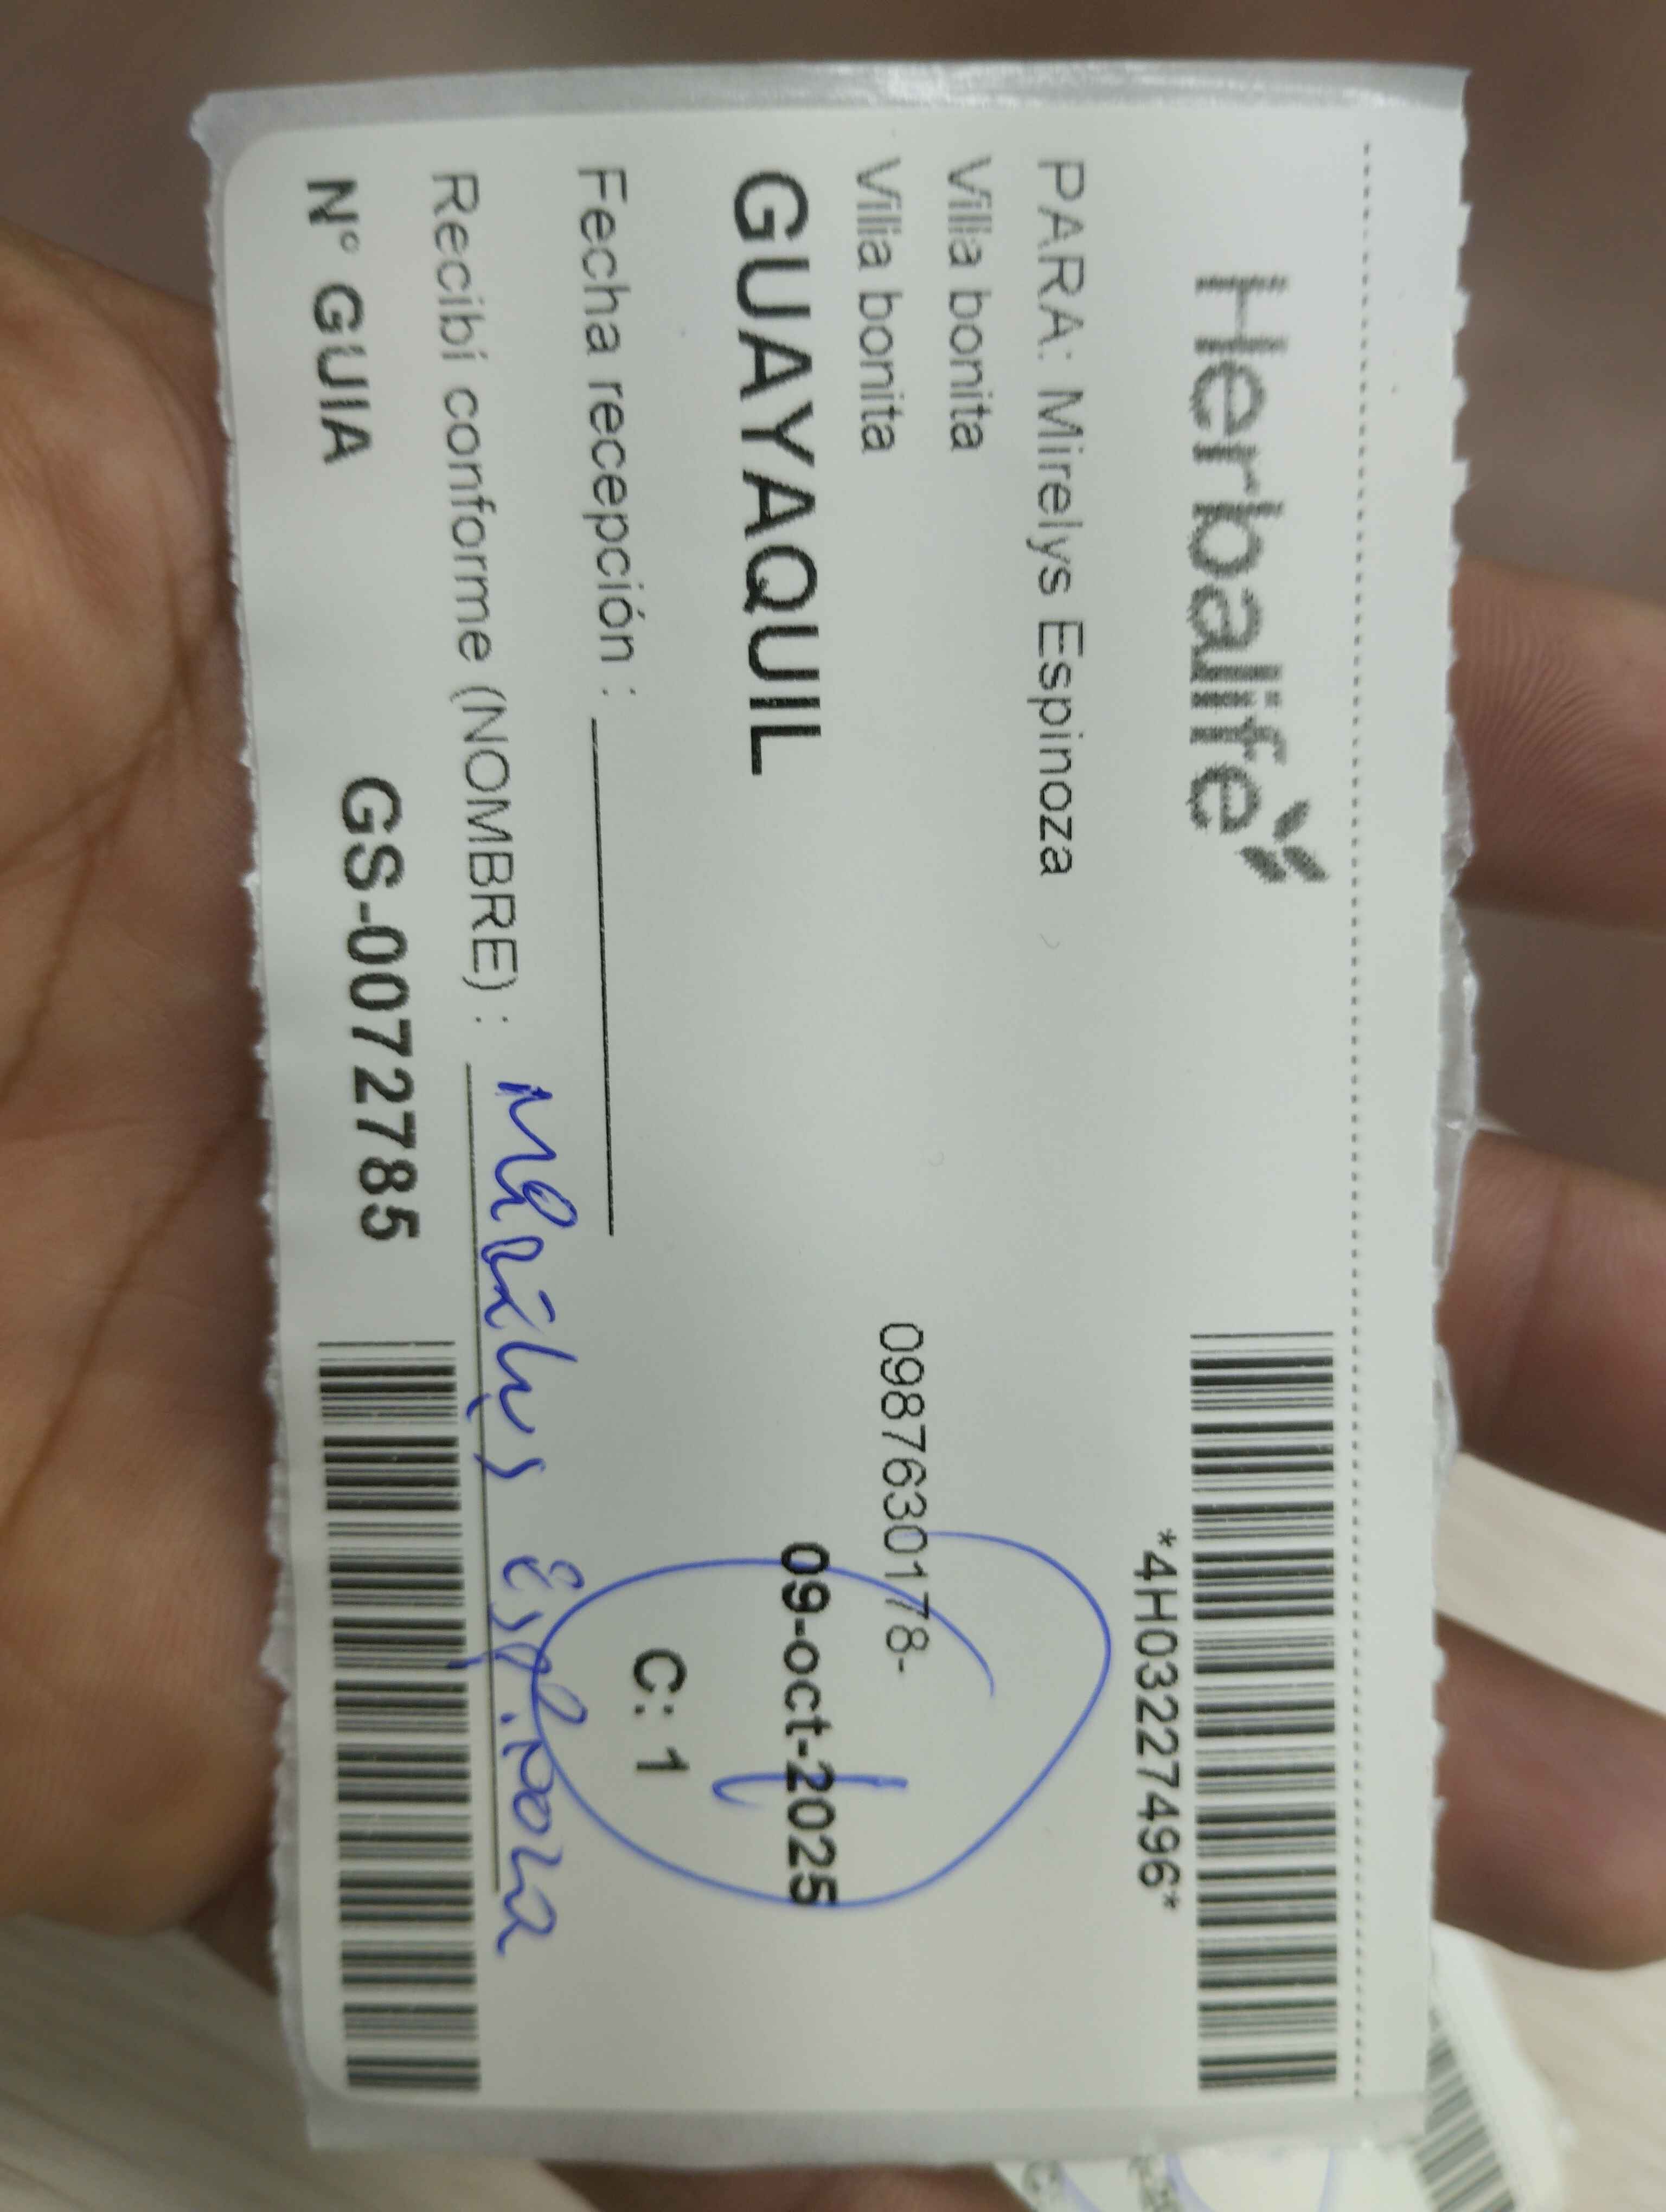 Herbalife
*4H03227496*
PARA: Mirelys Espinoza
Villa bonita
Villa bonita
0987630178-
GUAYAQUIL
09-oct-2025
Fecha recepción :
C: 1
Recibí conforme (NOMBRE) : Mirelys Espinoza
N° GUIA
GS-0072785